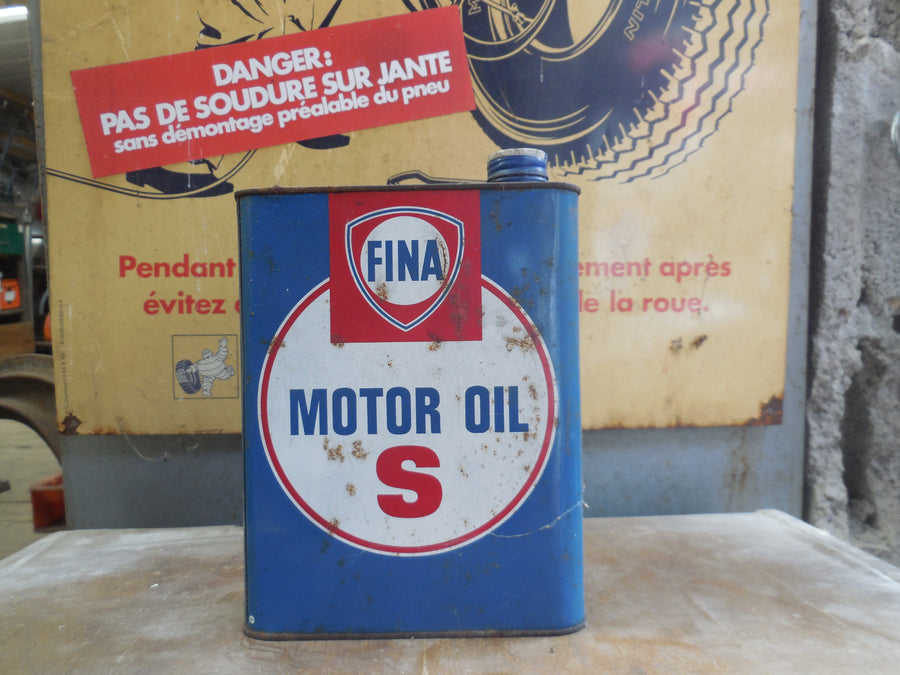 DANGER:
PAS DE SOUDURE SUR JANTE
sans démontage préalable du pneu
Pendant
ement après
évitez
de la roue.
FINA
MOTOR OIL
S